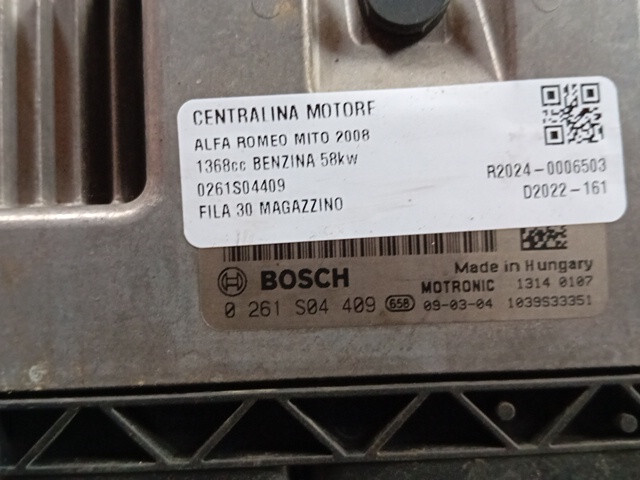 CENTRALINA MOTORE
ALFA ROMEO MITO 2008
1368cc BENZINA 58kw
0261S04409
FILA 30 MAGAZZINO
R2024-0006503
D2022-161
BOSCH
Made in Hungary
MOTRONIC 1314 0107
0 261 S04 409 658 09-03-04 1039S33351